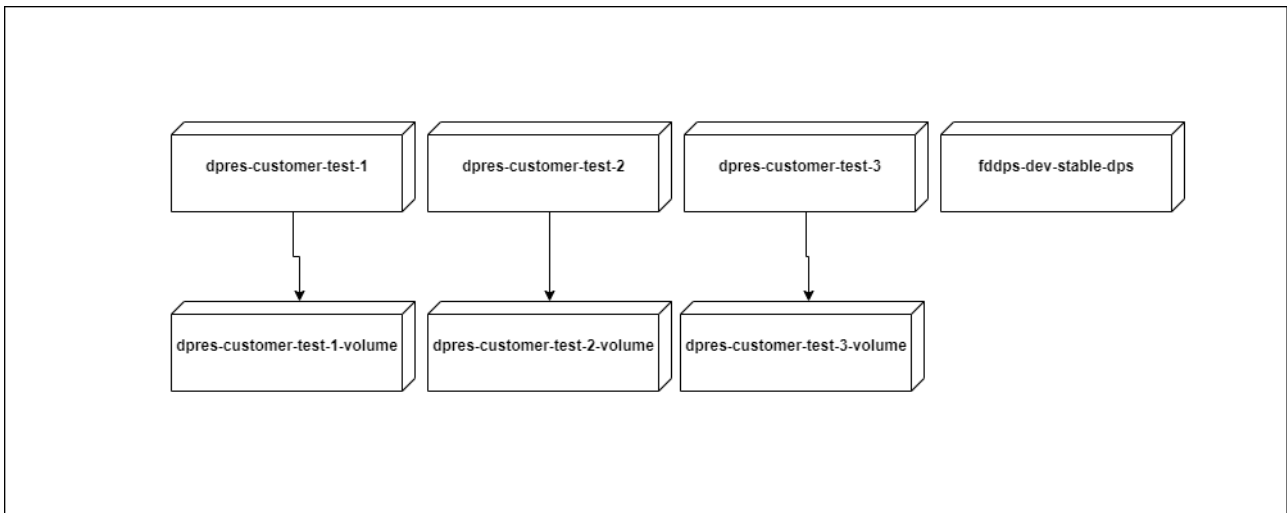 dpres-customer-test-1
dpres-customer-test-2
dpres-customer-test-3
fddps-dev-stable-dps
dpres-customer-test-1-volume
dpres-customer-test-2-volume
dpres-customer-test-3-volume